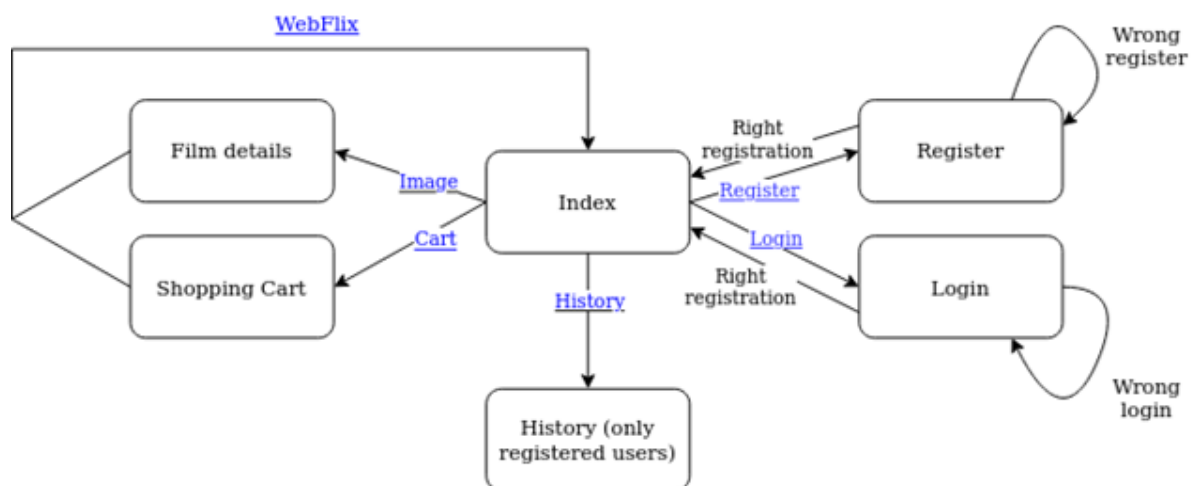 WebFlix
Wrong
register
Film details
Right
registration
Register
Image
Index
Register
Cart
Login
Shopping Cart
Right
registration
Login
History
Wrong
login
History (only
registered users)